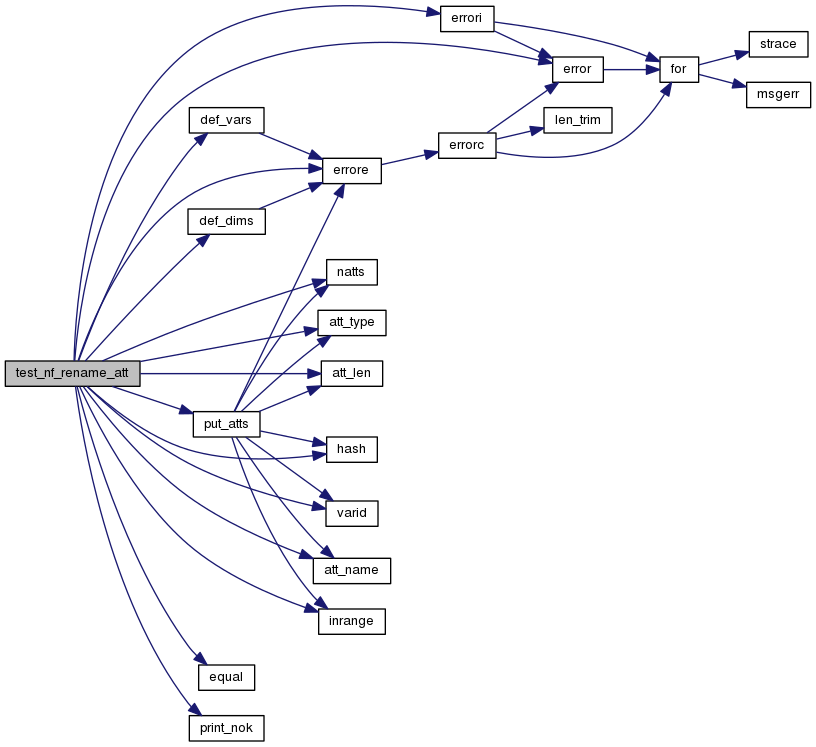 errori
strace
error
for
msgerr
def_vars
len_trim
errorc
errore
def_dims
natts
att_type
test_nf_rename_att
att_len
put_atts
hash
varid
att_name
inrange
equal
print_nok